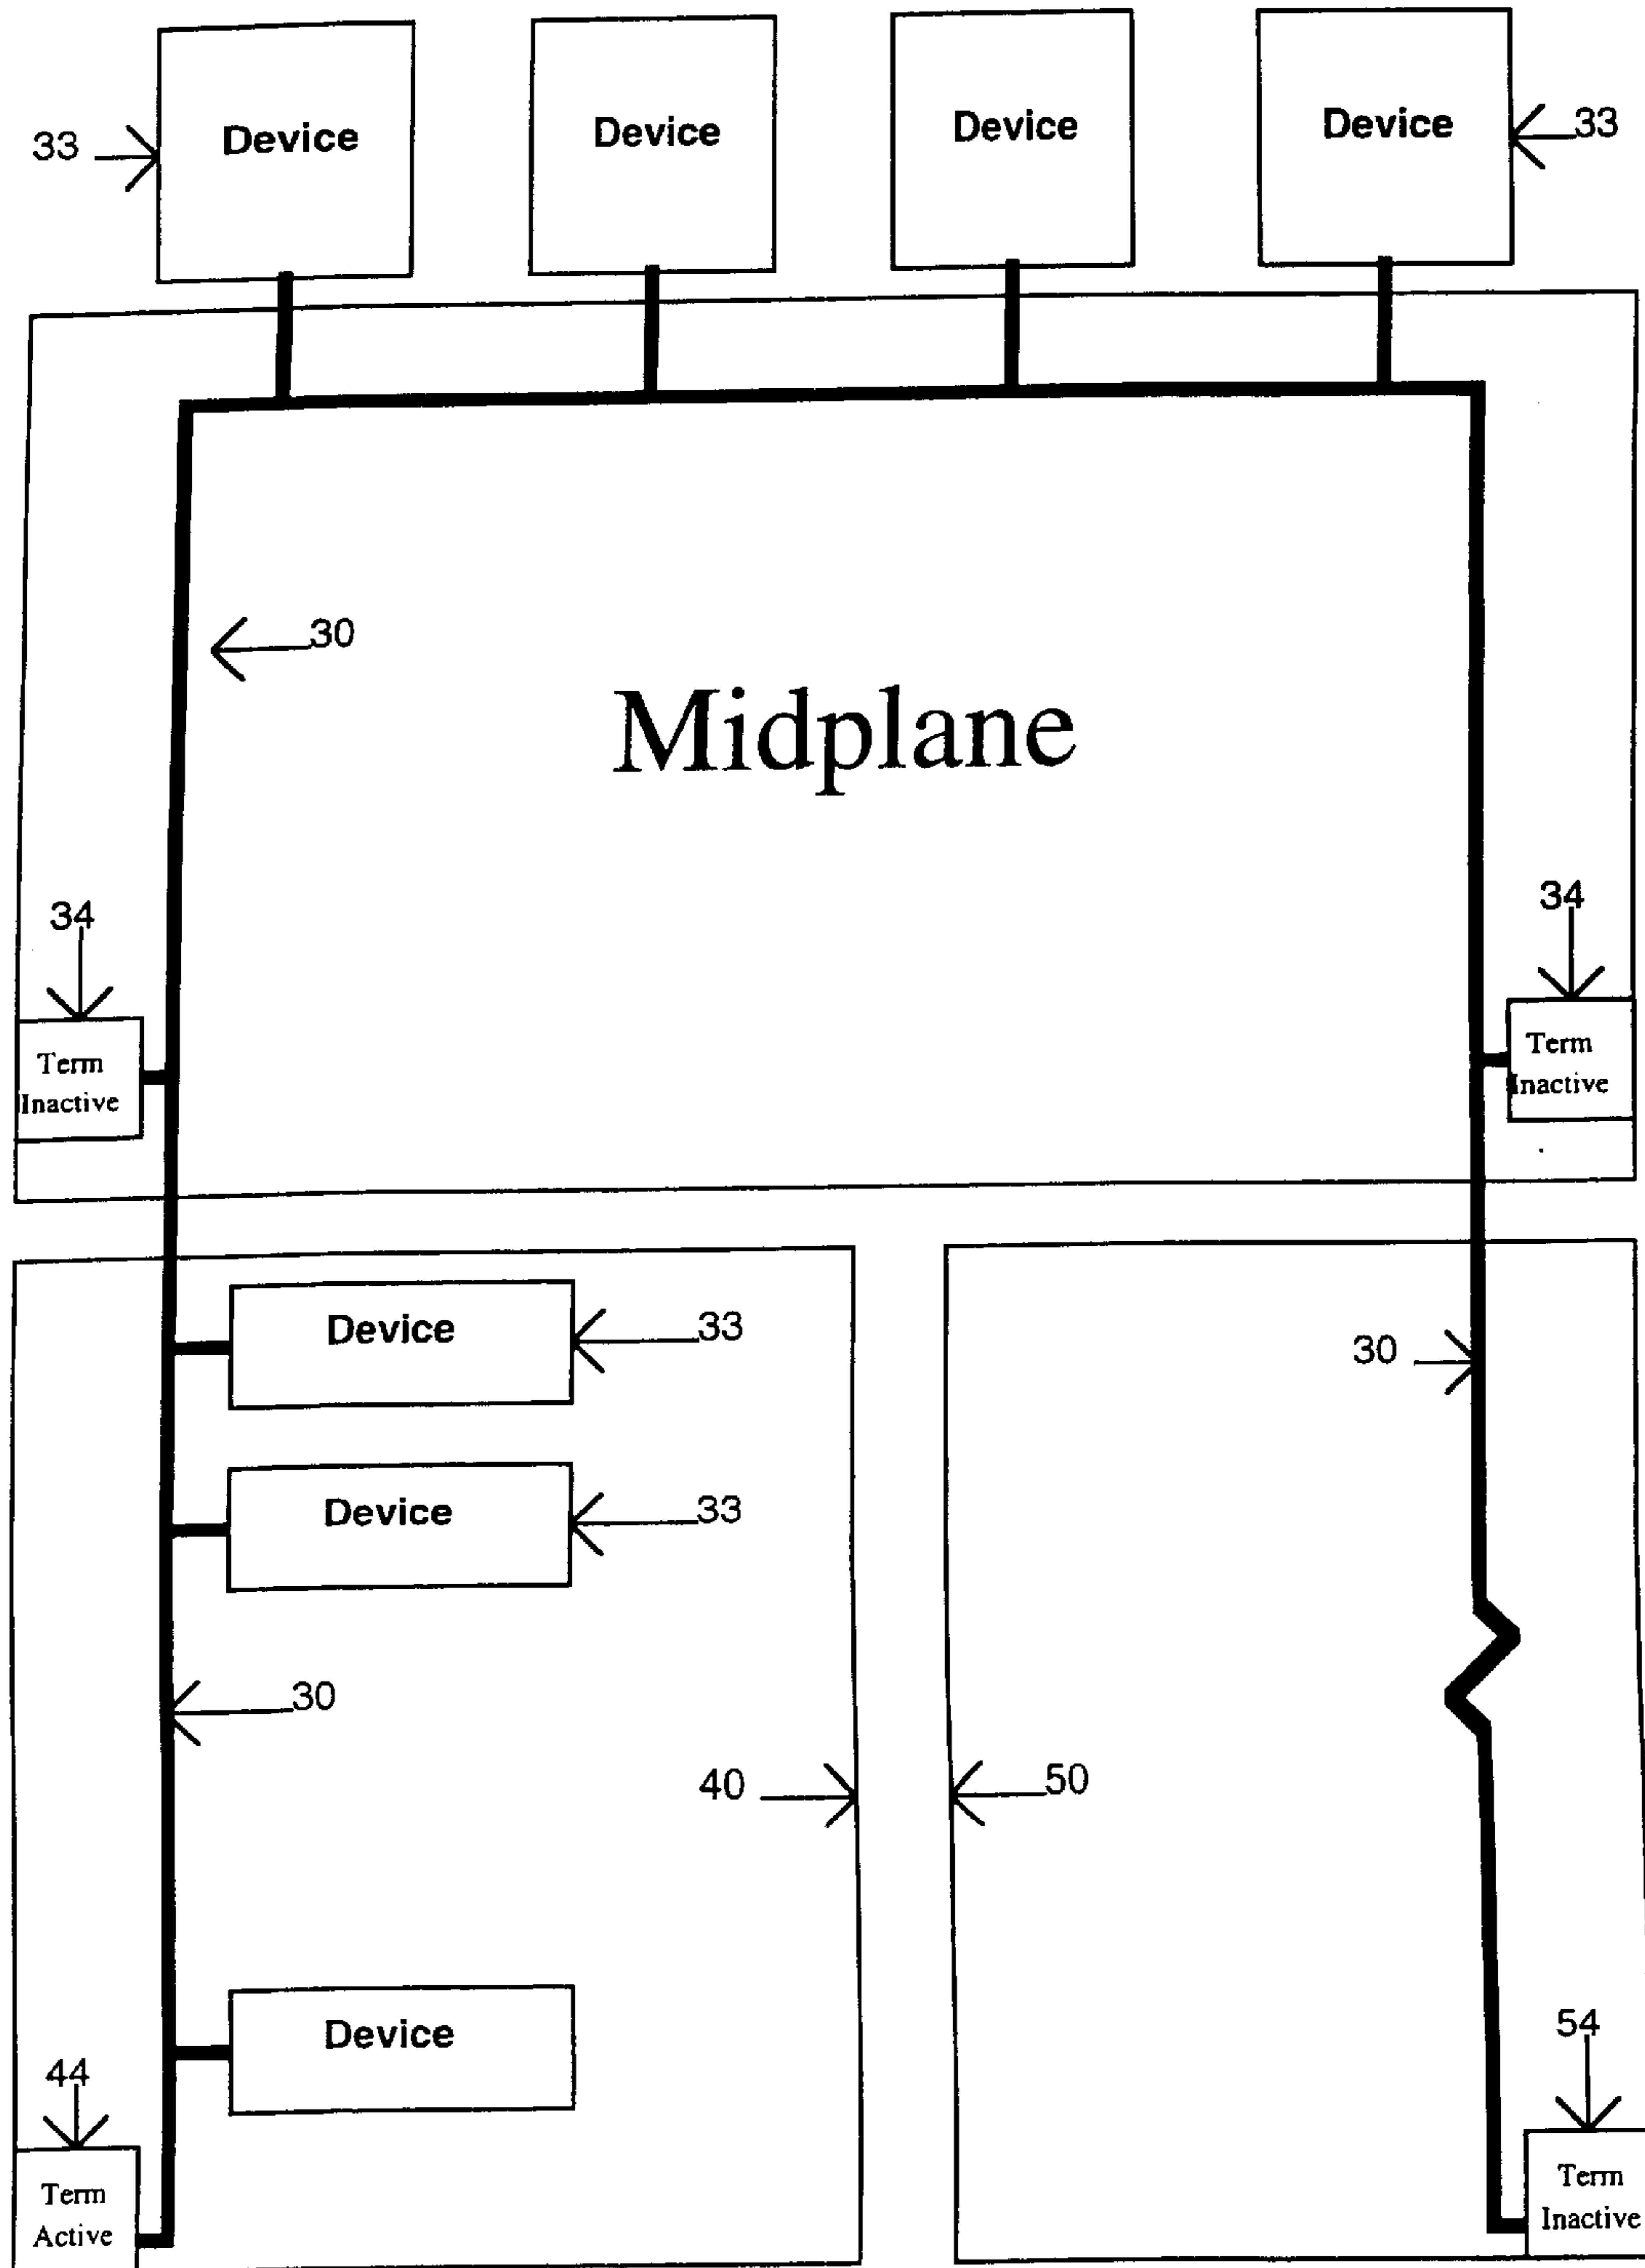 Device
Device
Device
Device
33
33
30
Midplane
34
34
Term
Inactive
Term
Inactive
Device
33
30
Device
33
30
40
50
Device
44
54
Term
Active
Term
Inactive